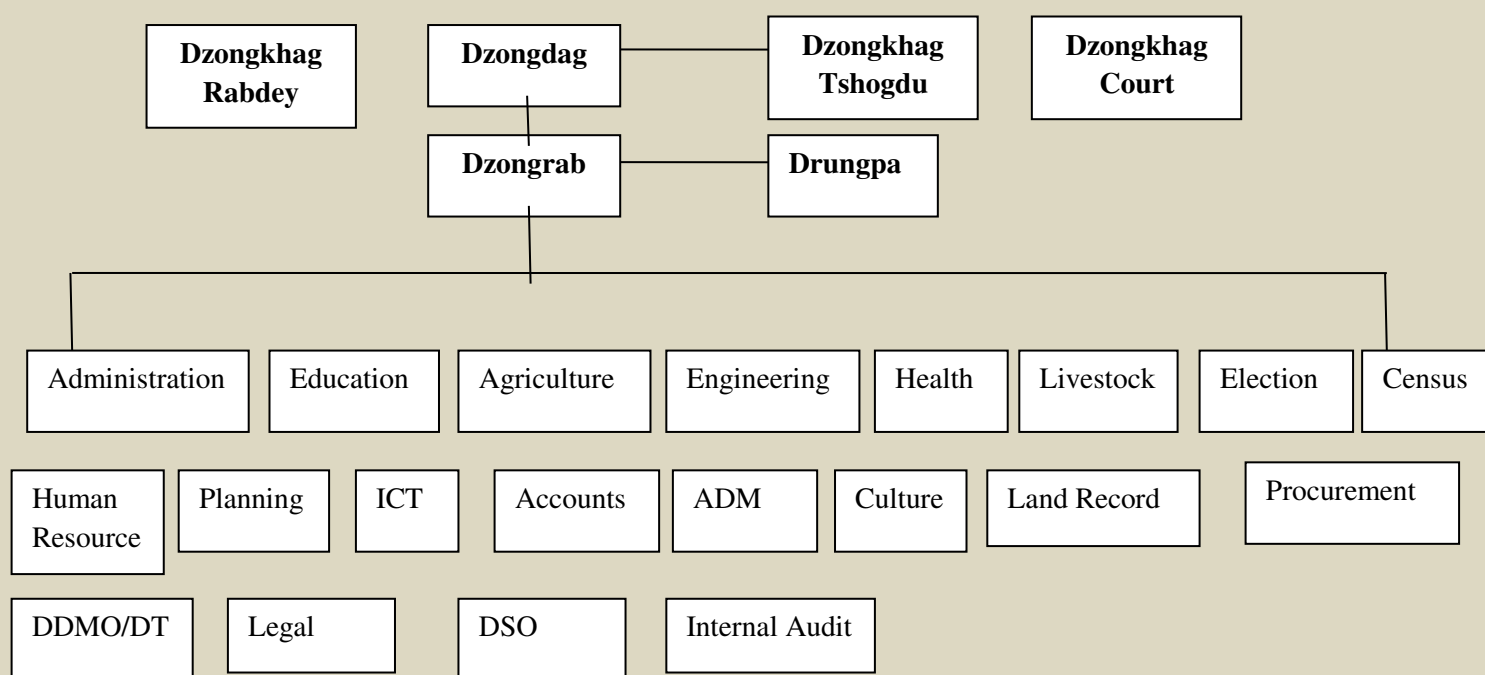 Dzongkhag
Rabdey
Dzongdag
Dzongkhag
Tshogdu
Dzongkhag
Court
Dzongrab
Drungpa
Administration
Education
Agriculture
Engineering
Health
Livestock
Election
Census
Human
Resource
Planning
ICT
Accounts
ADM
Culture
Land Record
Procurement
DDMO/DT
Legal
DSO
Internal Audit